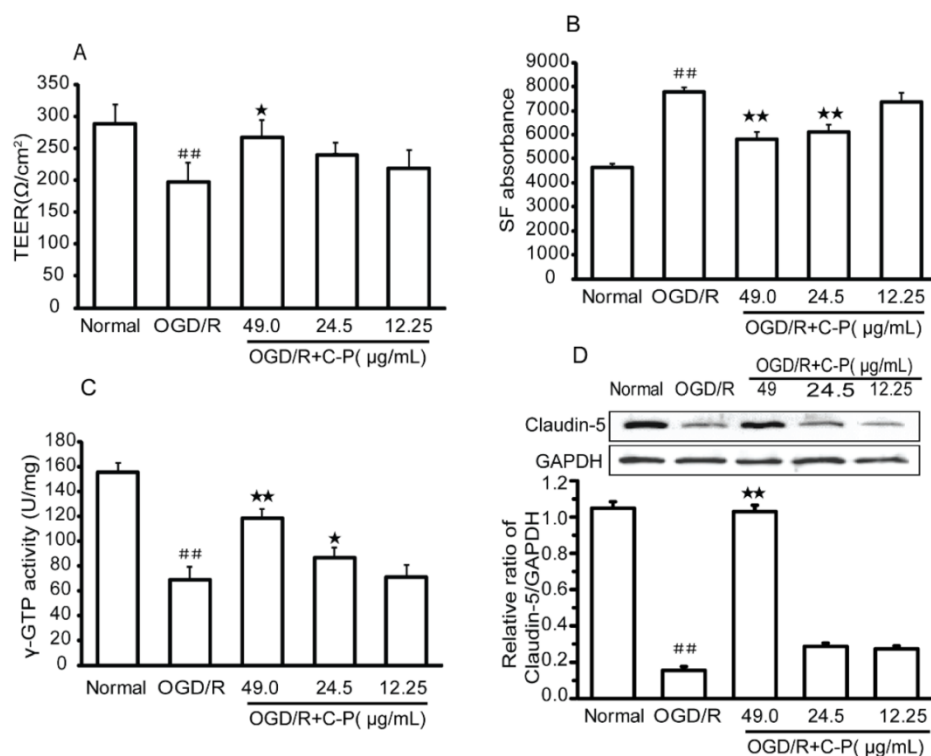 A
TEER(Ω/cm²)
350
300
250
200
150
100
50
0
##
★
Normal OGD/R 49.0 24.5 12.25
OGD/R+C-P( µg/mL)
B
SF absorbance
9000
8000
7000
6000
5000
4000
3000
2000
1000
0
##
★★ ★★
Normal OGD/R 49.0 24.5 12.25
OGD/R+C-P( µg/mL)
C
γ-GTP activity (U/mg)
180
160
140
120
100
80
60
40
20
0
##
★★
★
Normal OGD/R 49.0 24.5 12.25
OGD/R+C-P( µg/mL)
D
OGD/R+C-P( µg/mL)
Normal OGD/R 49 24.5 12.25
Claudin-5
GAPDH
Relative ratio of
Claudin-5/GAPDH
1.2
1.0
0.8
0.6
0.4
0.2
0.0
##
★★
Normal OGD/R 49.0 24.5 12.25
OGD/R+C-P( µg/mL)